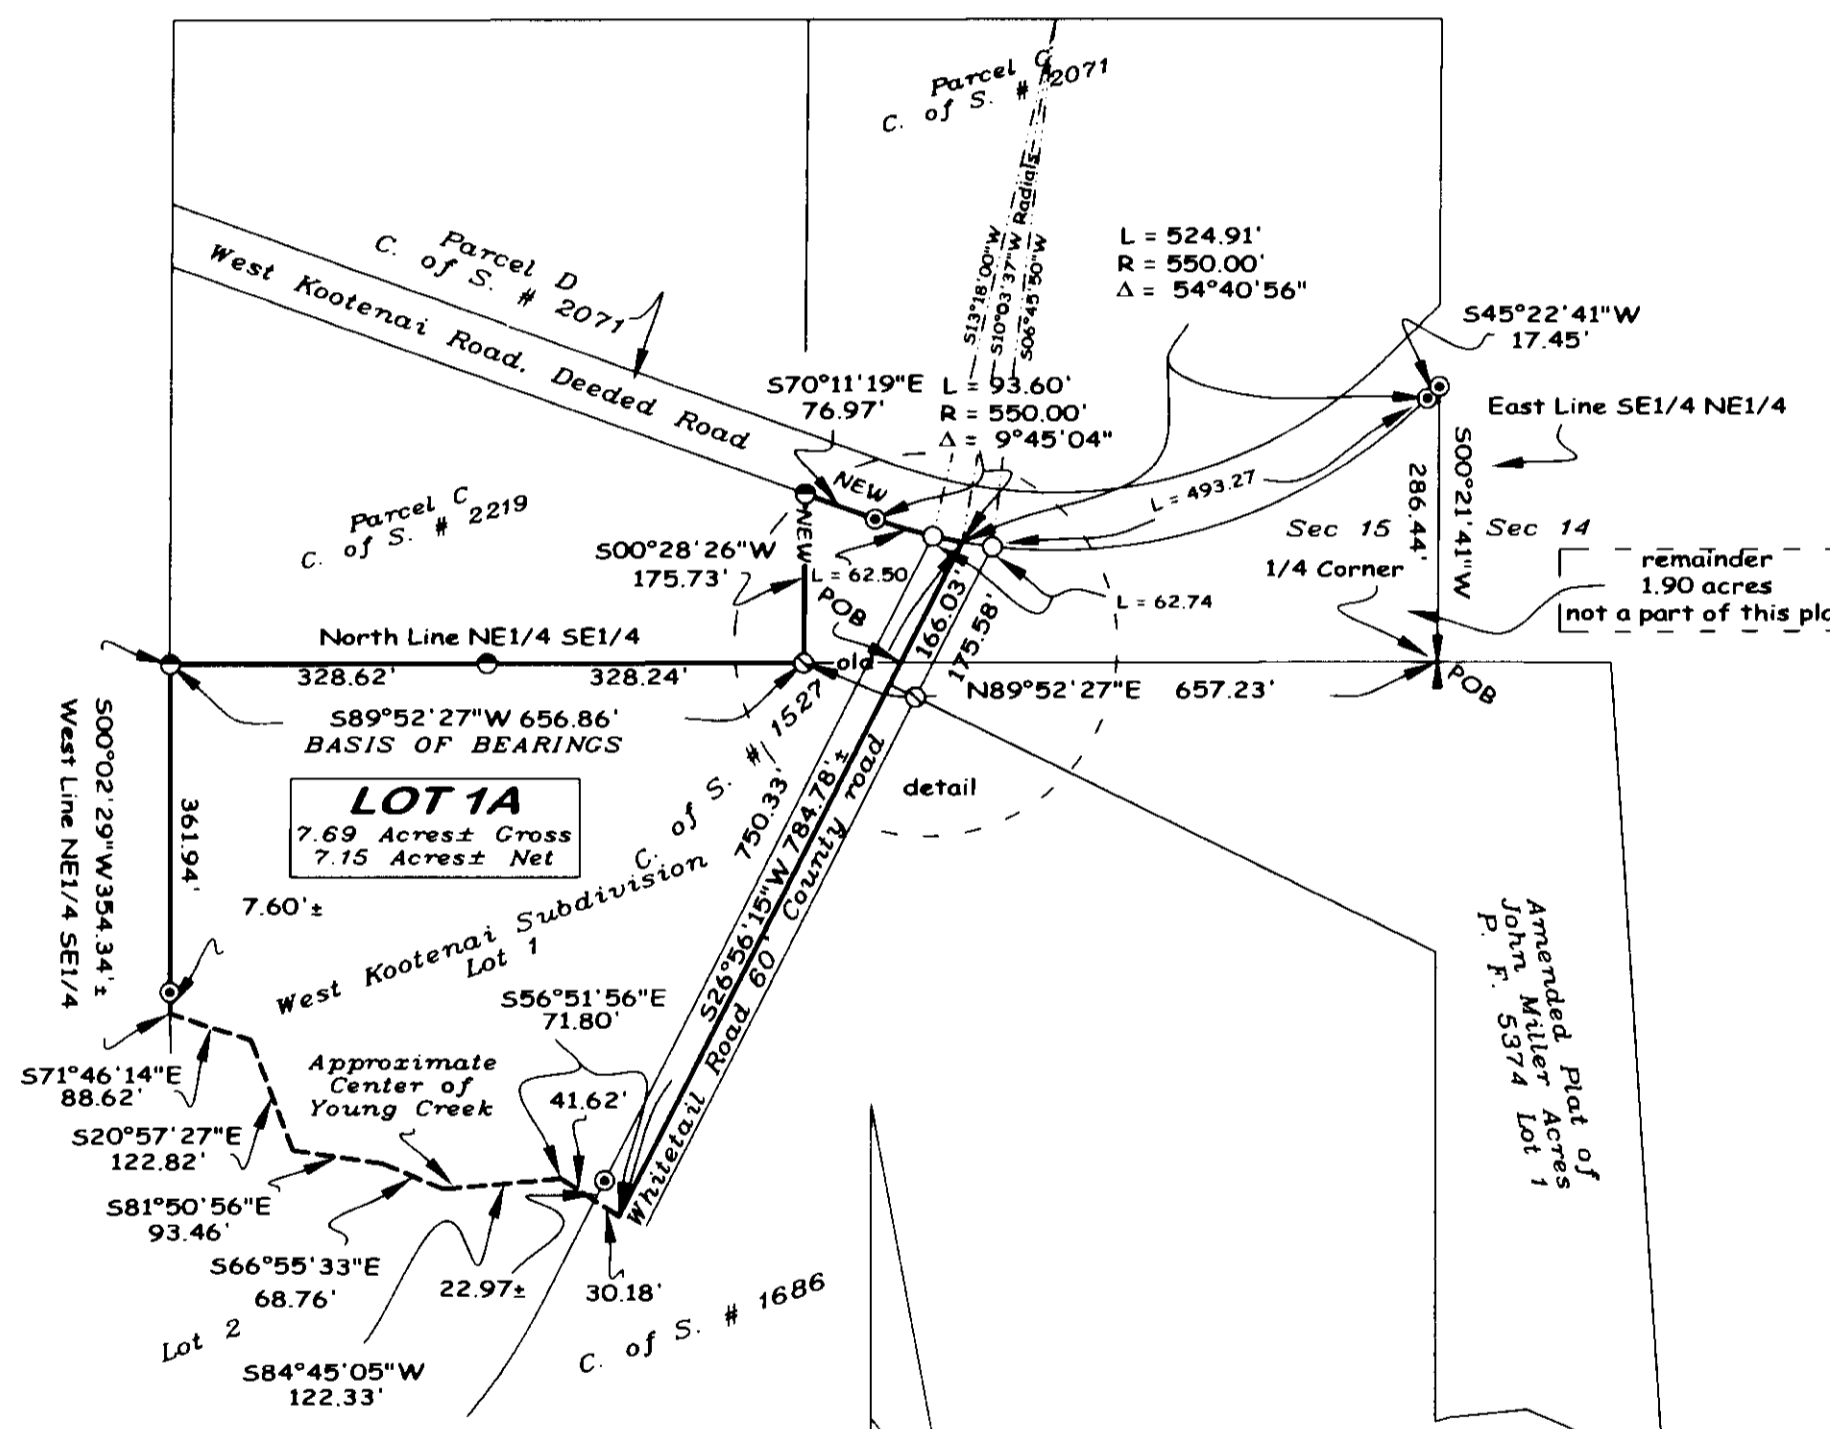 Parcel G
C. of S. # 2071
Parcel D
C. of S. # 2071
West Kootenai Road, Deeded Road
S13°18'00"W
S10°03'37"W Radials
S06°45'50"W
L = 524.91'
R = 550.00'
Δ = 54°40'56"
S45°22'41"W
17.45'
S70°11'19"E
76.97'
L = 93.60'
R = 550.00'
Δ = 9°45'04"
East Line SE1/4 NE1/4
S00°21'41"W
286.44'
L = 493.27
NEW
NEW
Parcel C
C. of S. # 2219
S00°28'26"W
175.73'
L = 62.50
POB
Sec 15
Sec 14
1/4 Corner
remainder
1.90 acres
not a part of this pla
L = 62.74
166.03'
175.58'
North Line NE1/4 SE1/4
328.62'
328.24'
old
N89°52'27"E 657.23'
POB
S89°52'27"W 656.86'
BASIS OF BEARINGS
S00°02'29"W354.34'±
West Line NE1/4 SE1/4
361.94'
LOT 1A
7.69 Acres± Gross
7.15 Acres± Net
C. of S. # 1527
750.33'
S26°56'15"W 784.78'±
Whitetail Road 60' County road
detail
7.60'±
West Kootenai Subdivision
Lot 1
S56°51'56"E
71.80'
Amended Plat of
John Miller Acres
P. F. 5374 Lot 1
S71°46'14"E
88.62'
Approximate
Center of
Young Creek
41.62'
S20°57'27"E
122.82'
S81°50'56"E
93.46'
S66°55'33"E
68.76'
22.97±
30.18'
Lot 2
S84°45'05"W
122.33'
C. of S. # 1686